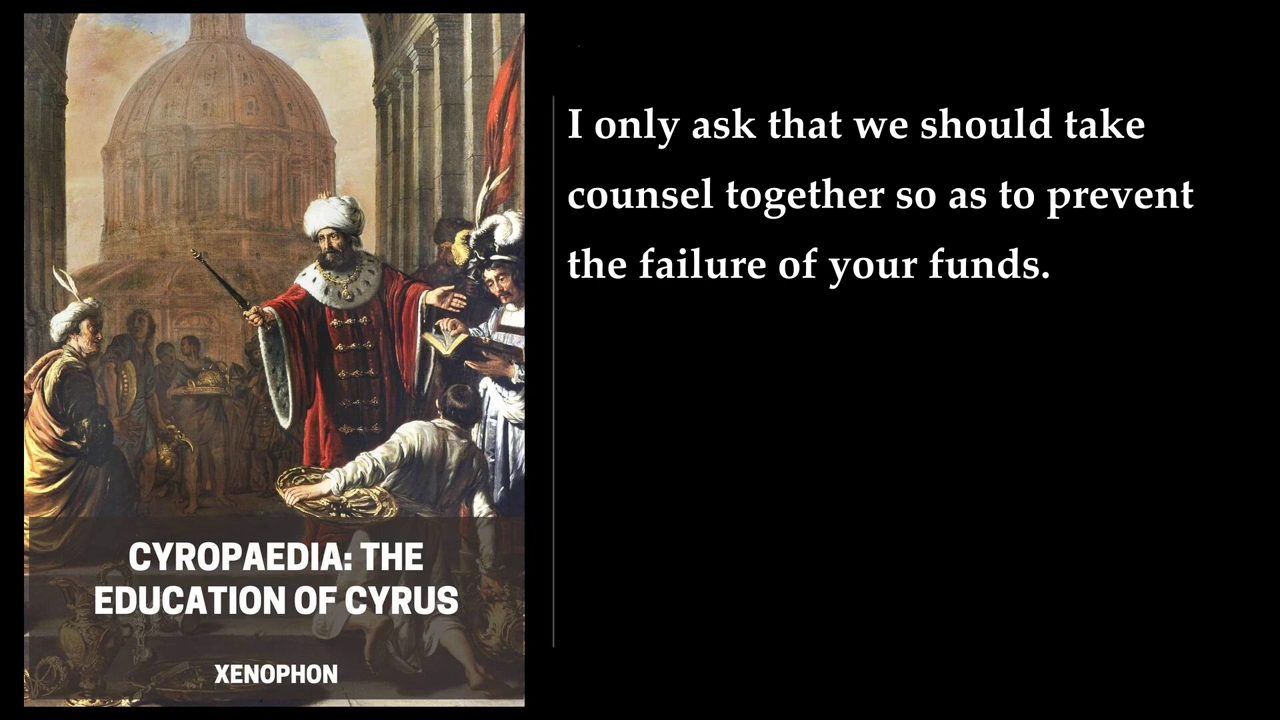 I only ask that we should take
counsel together so as to prevent
the failure of your funds.
CYROPAEDIA: THE
EDUCATION OF CYRUS
XENOPHON